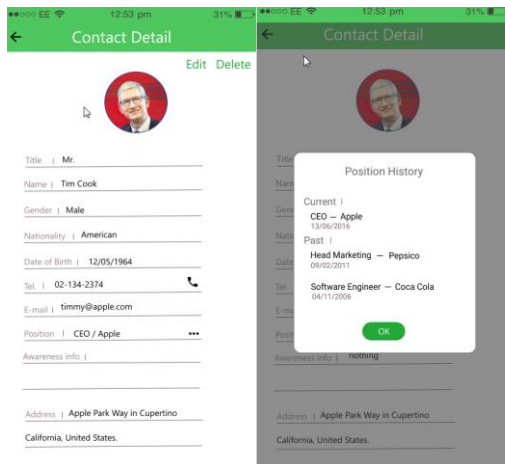 EE 12:53 pm 31%
Contact Detail
Edit Delete
Title | Mr.
Name | Tim Cook
Gender | Male
Nationality | American
Date of Birth | 12/05/1964
Tel. | 02-134-2374
E-mail | timmy@apple.com
Position | CEO / Apple
Awareness info |
Address | Apple Park Way in Cupertino
California, United States.
EE 12:53 pm 31%
Contact Detail
Title
Position History
Current |
CEO — Apple
13/06/2016
Past |
Head Marketing — Pepsico
09/02/2011
Software Engineer — Coca Cola
04/11/2006
OK
Awareness info | nothing
Address | Apple Park Way in Cupertino
California, United States.